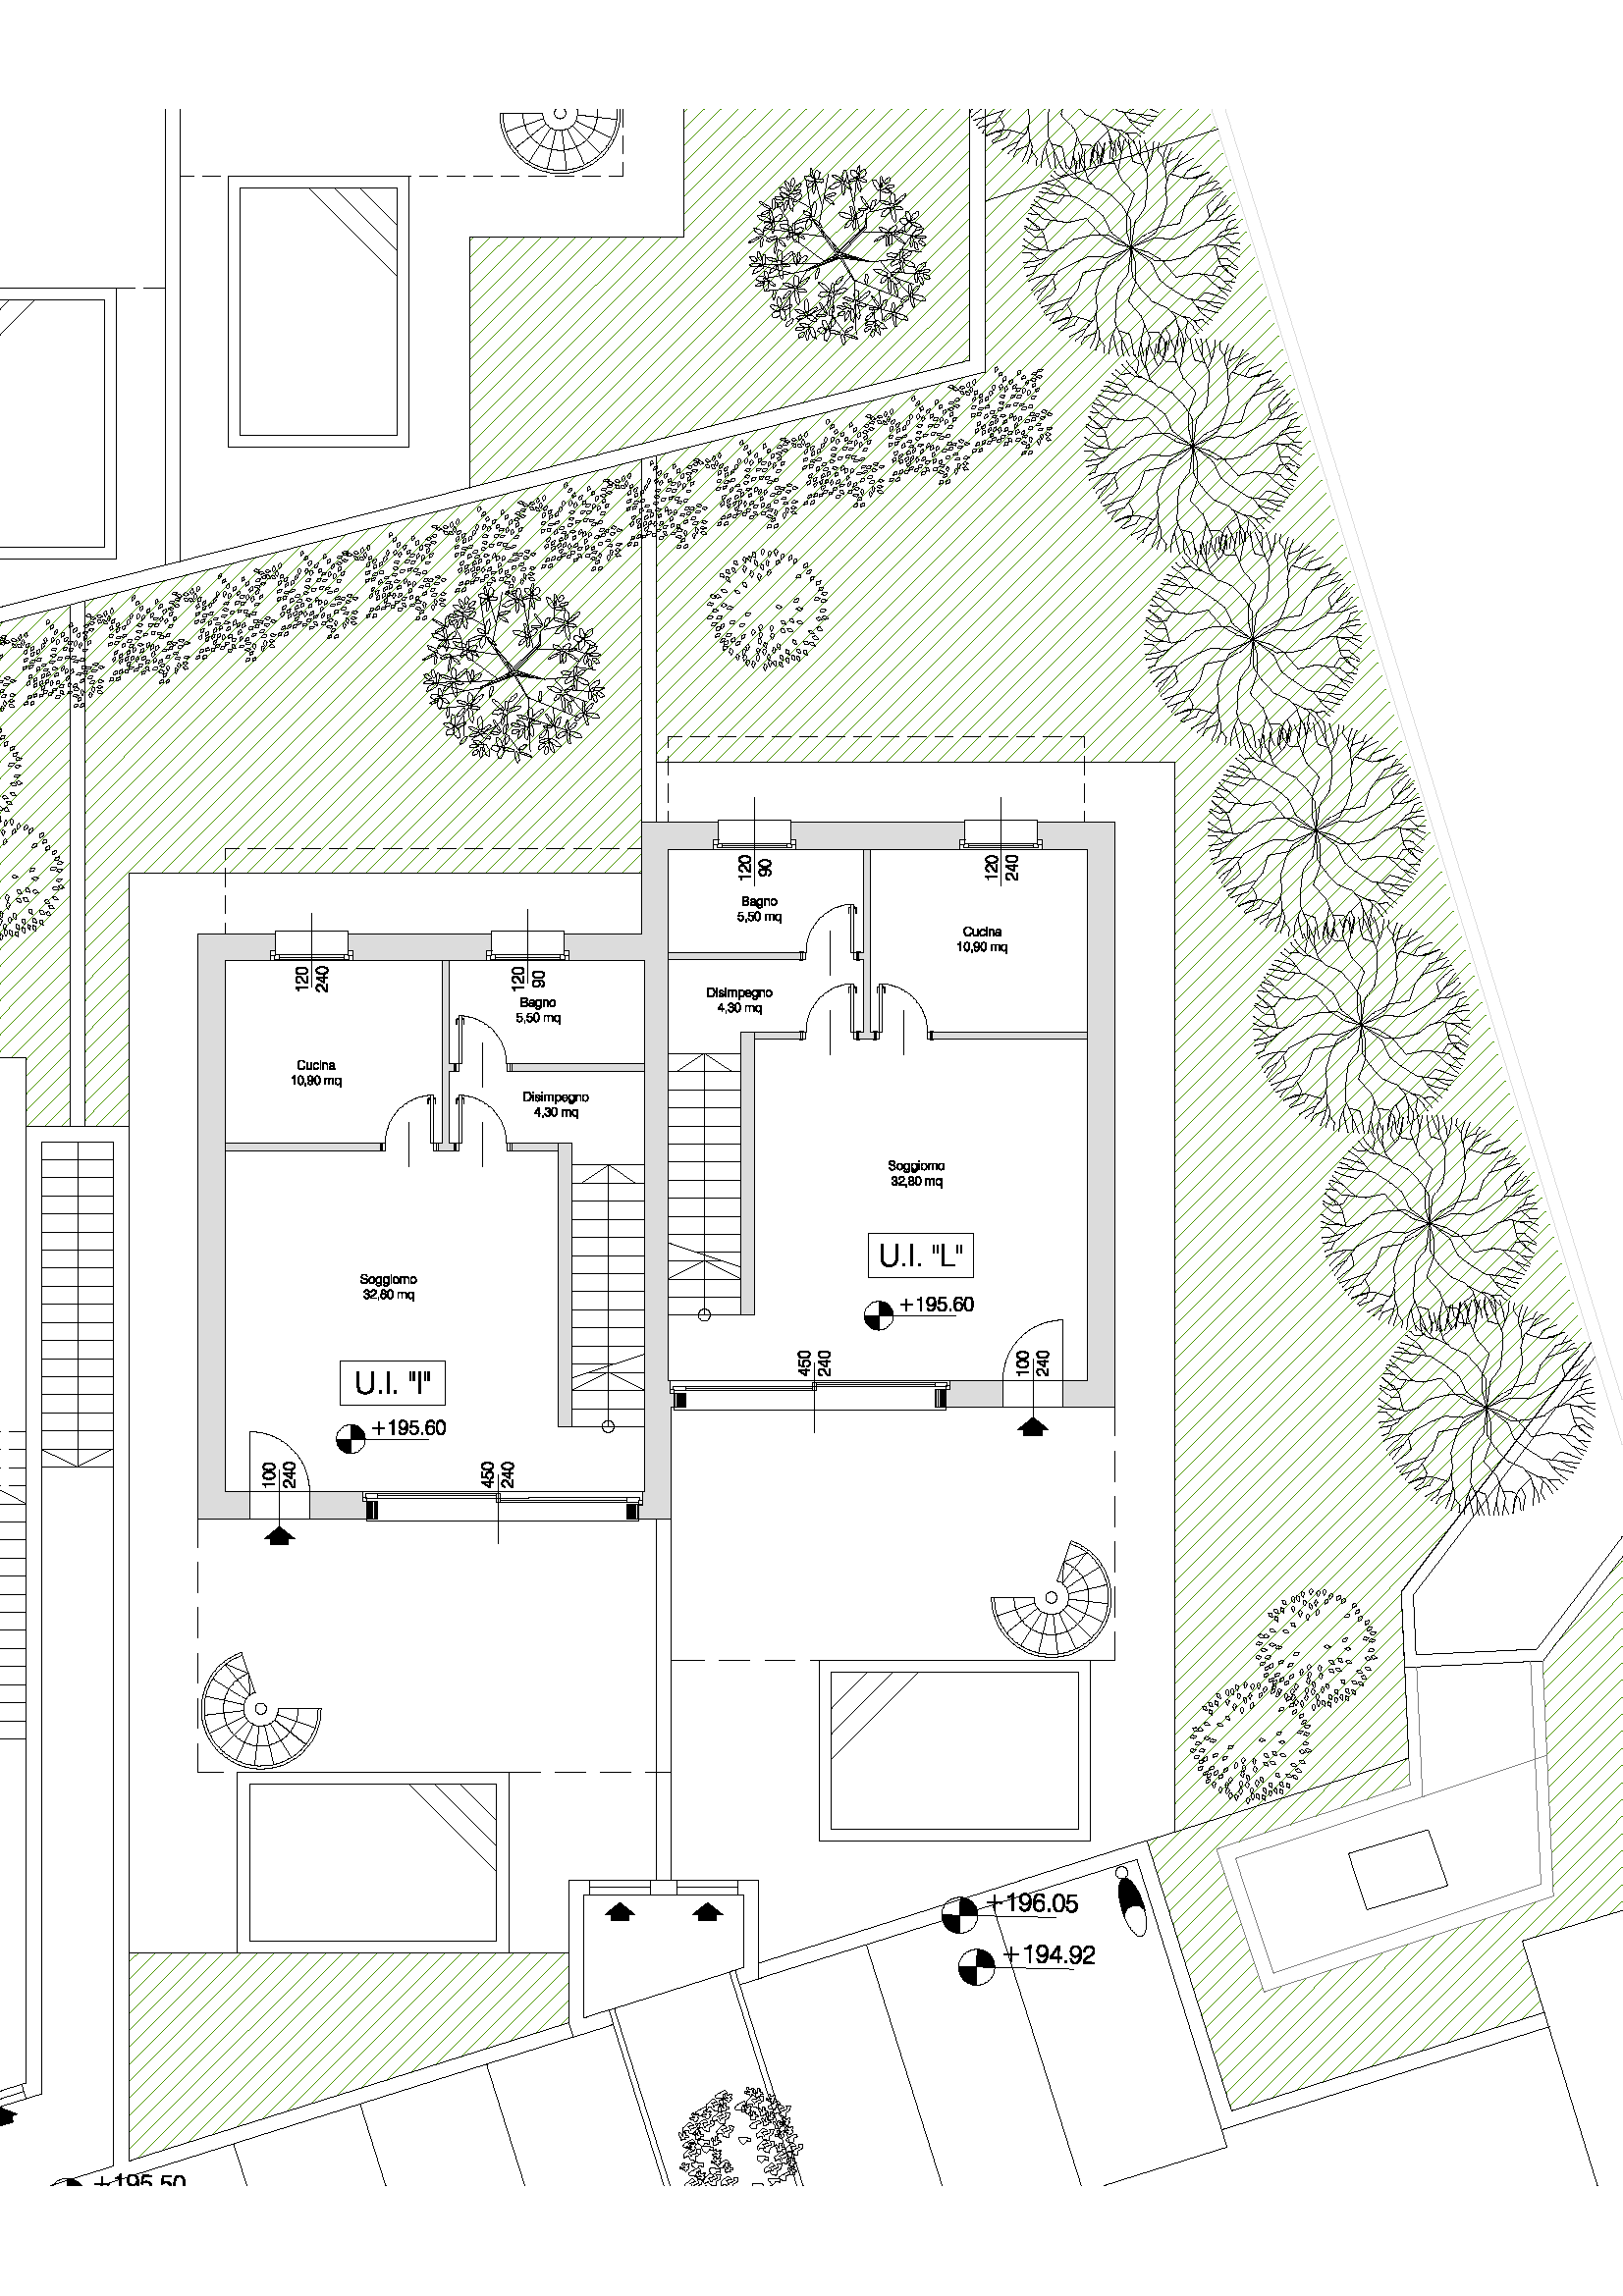 120
90
120
240
Bagno
5,50 mq
Cucina
10,90 mq
Disimpegno
4,30 mq
Soggiorno
32,80 mq
U.I. "L"
+195.60
450
240
100
240
120
240
120
90
Bagno
5,50 mq
Cucina
10,90 mq
Disimpegno
4,30 mq
Soggiorno
32,80 mq
U.I. "I"
+195.60
100
240
450
240
+196.05
+194.92
+195.50